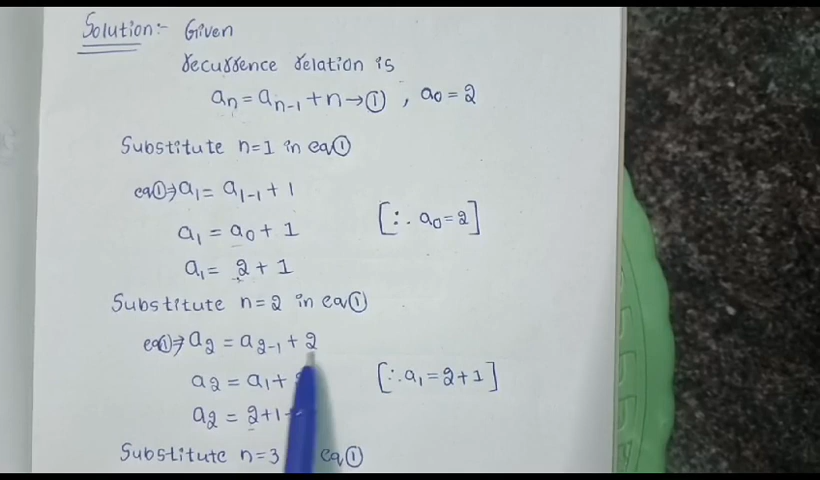 Solution:- Given
recurrence relation is
an = an-1 + n → ① , a0 = 2
Substitute n=1 in eq①
eq①⇒ a1 = a1-1 + 1
a1 = a0 + 1 [∵ a0 = 2]
a1 = 2 + 1
Substitute n=2 in eq①
eq①⇒ a2 = a2-1 + 2
a2 = a1 + [∵ a1 = 2+1]
a2 = 2+1+
Substitute n=3 eq①